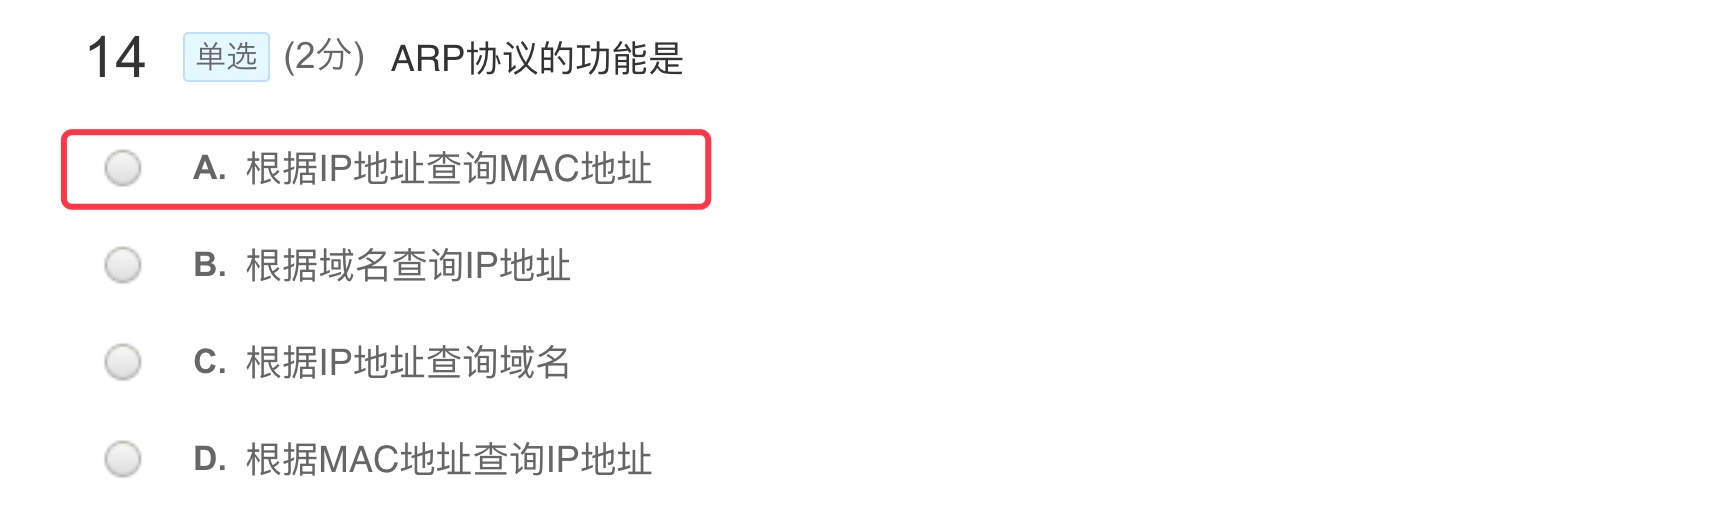 14 单选 (2分) ARP协议的功能是
A. 根据IP地址查询MAC地址
B. 根据域名查询IP地址
C. 根据IP地址查询域名
D. 根据MAC地址查询IP地址